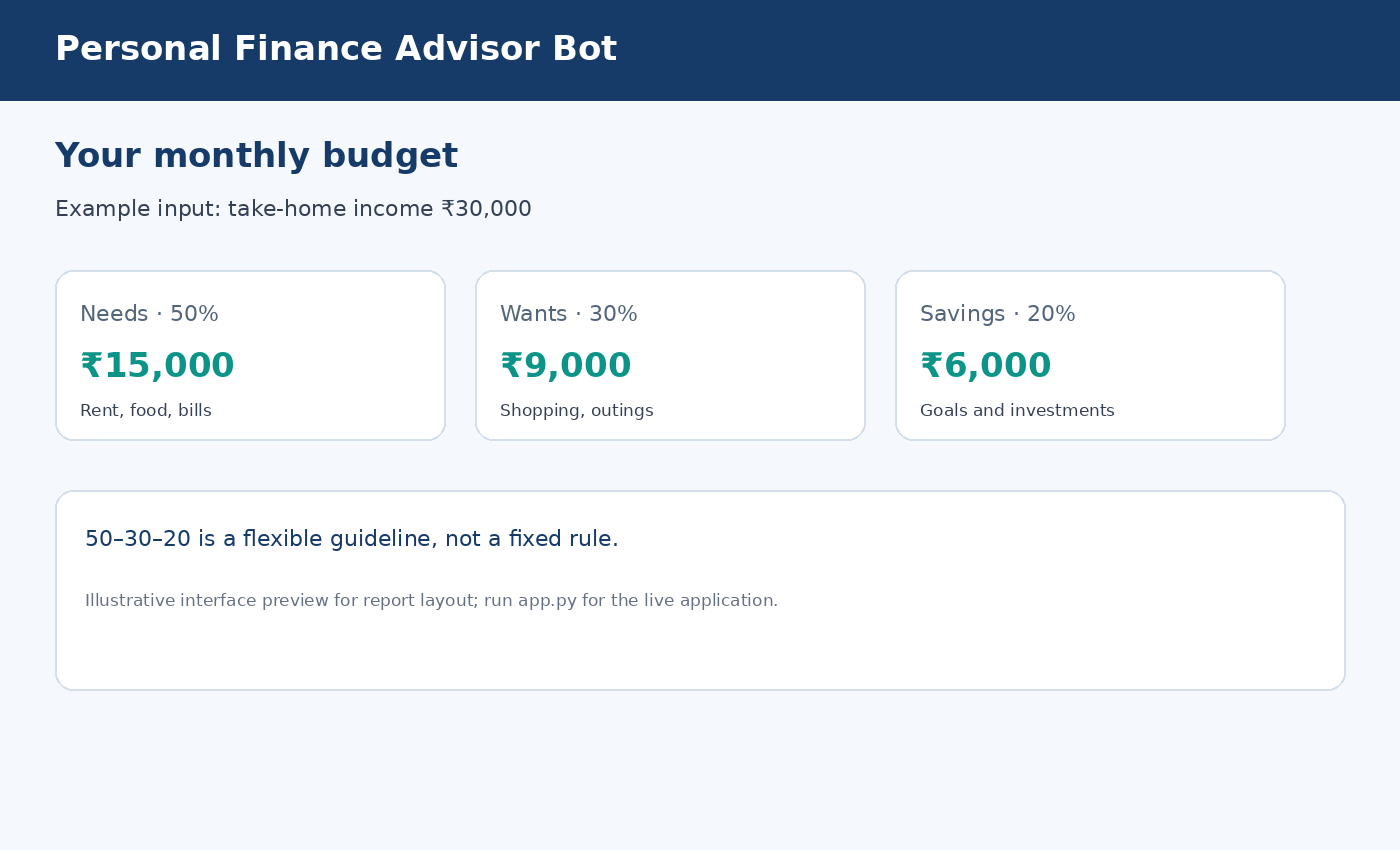 Personal Finance Advisor Bot
Your monthly budget
Example input: take-home income ₹30,000
Needs · 50%
₹15,000
Rent, food, bills
Wants · 30%
₹9,000
Shopping, outings
Savings · 20%
₹6,000
Goals and investments
50–30–20 is a flexible guideline, not a fixed rule.
Illustrative interface preview for report layout; run app.py for the live application.